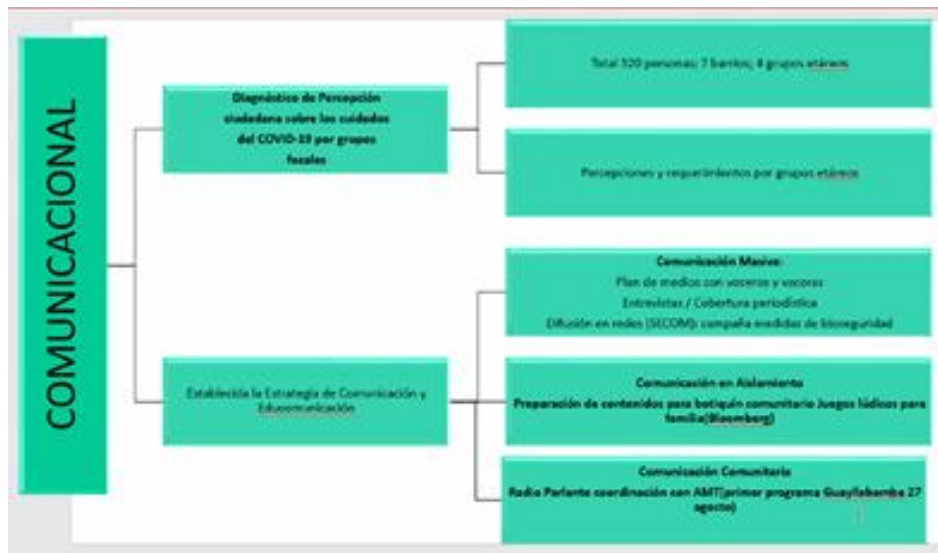 COMUNICACIONAL
Diagnóstico de Percepción
ciudadana sobre los cuidados
del COVID-19 por grupos
focales
Total 320 personas; 7 barrios; 4 grupos etáreos
Percepciones y requerimientos por grupos etáreos
Establecida la Estrategia de Comunicación y
Educomunicación
Comunicación Masiva:
Plan de medios con voceros y voceras
Entrevistas / Cobertura periodística
Difusión en redes (SECOM): campaña medidas de bioseguridad
Comunicación en Aislamiento
Preparación de contenidos para botiquín comunitario Juegos lúdicos para
familia(Bloomberg)
Comunicación Comunitaria
Radio Parlante coordinación con AMT(primer programa Guayllabamba 27
agosto)